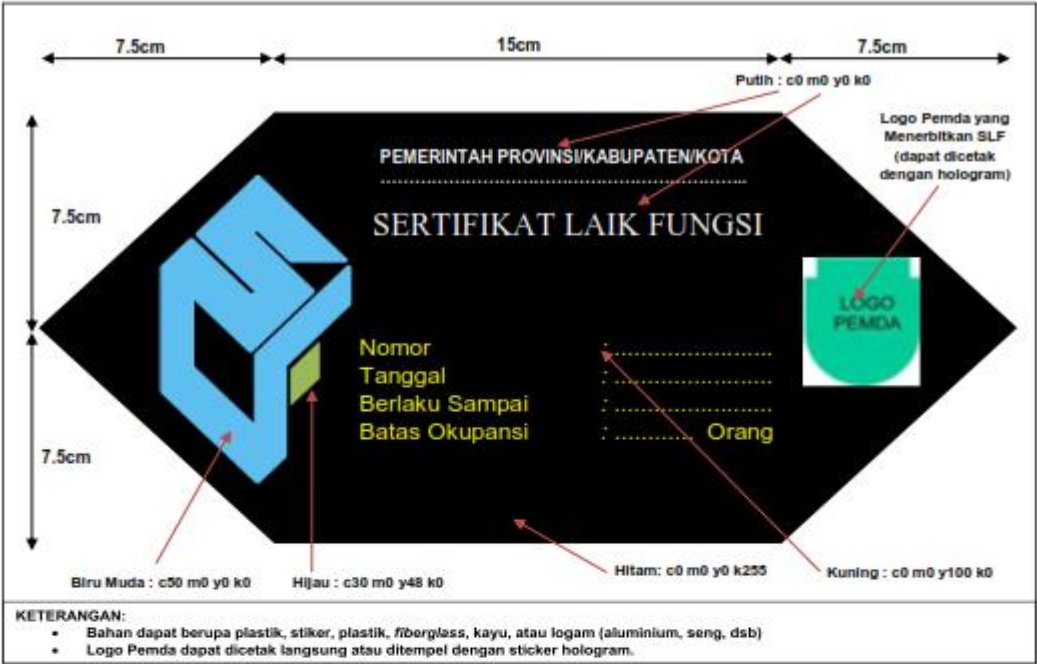 7.5cm 15cm 7.5cm
Putih : c0 m0 y0 k0
Logo Pemda yang
Menerbitkan SLF
(dapat dicetak
dengan hologram)
PEMERINTAH PROVINSI/KABUPATEN/KOTA
..........................................................................
SERTIFIKAT LAIK FUNGSI
7.5cm
LOGO
PEMDA
Nomor : ........................
Tanggal : ........................
Berlaku Sampai : ........................
Batas Okupansi : ............ Orang
7.5cm
Biru Muda : c50 m0 y0 k0
Hijau : c30 m0 y48 k0
Hitam: c0 m0 y0 k255
Kuning : c0 m0 y100 k0
KETERANGAN:
• Bahan dapat berupa plastik, stiker, plastik, fiberglass, kayu, atau logam (aluminium, seng, dsb)
• Logo Pemda dapat dicetak langsung atau ditempel dengan sticker hologram.